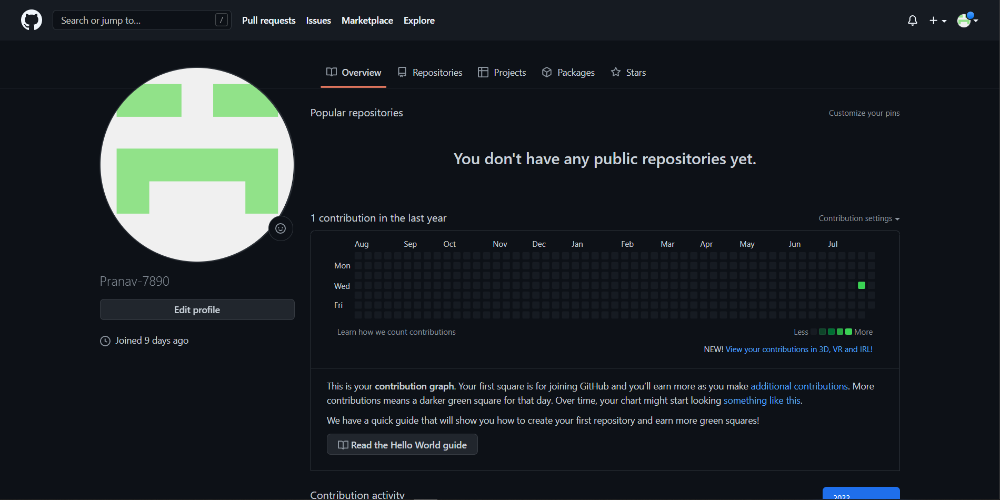 Search or jump to... /
Pull requests Issues Marketplace Explore
Overview Repositories Projects Packages Stars
Popular repositories
Customize your pins
You don't have any public repositories yet.
1 contribution in the last year
Contribution settings
Aug Sep Oct Nov Dec Jan Feb Mar Apr May Jun Jul
Mon
Wed
Fri
Learn how we count contributions
Less More
NEW! View your contributions in 3D, VR and IRL!
Pranav-7890
Edit profile
Joined 9 days ago
This is your contribution graph. Your first square is for joining GitHub and you’ll earn more as you make additional contributions. More
contributions means a darker green square for that day. Over time, your chart might start looking something like this.
We have a quick guide that will show you how to create your first repository and earn more green squares!
Read the Hello World guide
Contribution activity
2022